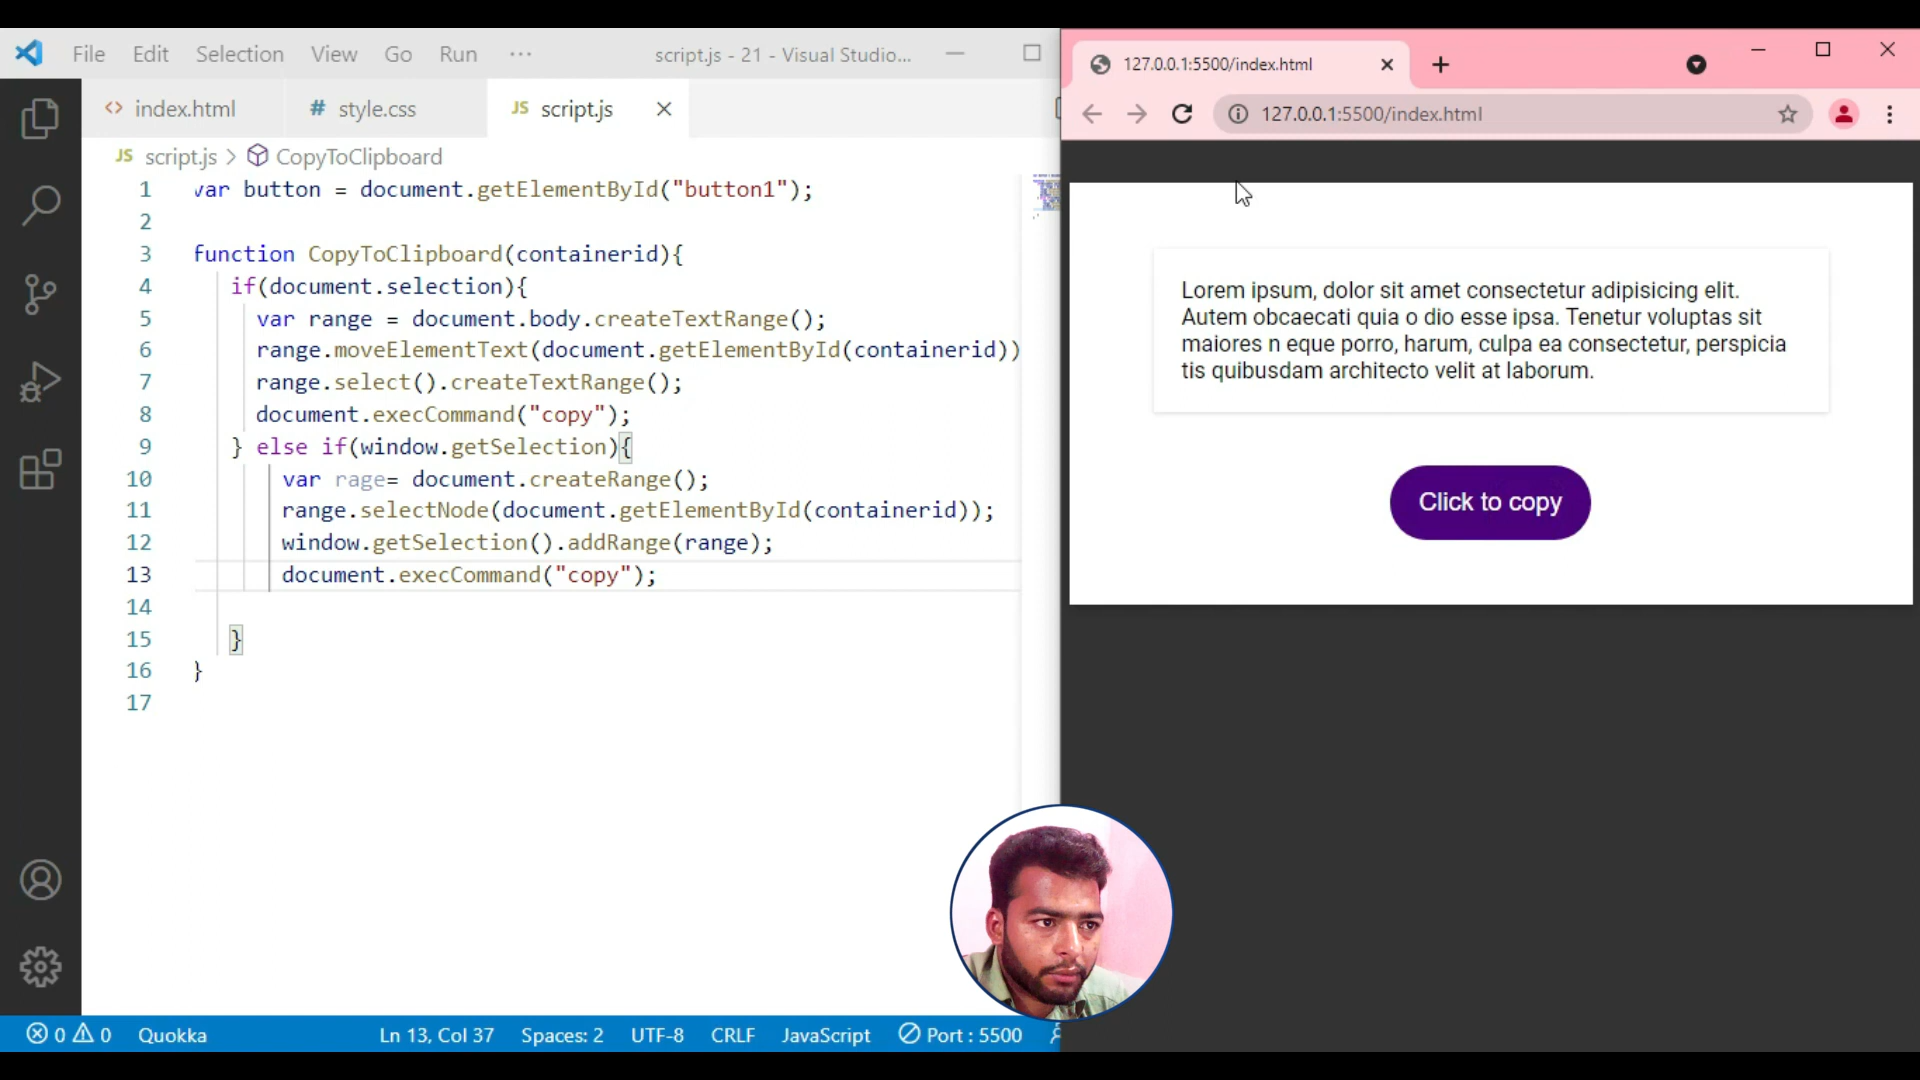 File Edit Selection View Go Run ··· script.js - 21 - Visual Studio...
index.html # style.css JS script.js
JS script.js > CopyToClipboard
1 var button = document.getElementById("button1");
2
3 function CopyToClipboard(containerid){
4 if(document.selection){
5 var range = document.body.createTextRange();
6 range.moveElementText(document.getElementById(containerid))
7 range.select().createTextRange();
8 document.execCommand("copy");
9 } else if(window.getSelection){
10 var rage= document.createRange();
11 range.selectNode(document.getElementById(containerid));
12 window.getSelection().addRange(range);
13 document.execCommand("copy");
14
15 }
16 }
17
0 0 Quokka Ln 13, Col 37 Spaces: 2 UTF-8 CRLF JavaScript Port : 5500
127.0.0.1:5500/index.html
127.0.0.1:5500/index.html
Lorem ipsum, dolor sit amet consectetur adipisicing elit.
Autem obcaecati quia o dio esse ipsa. Tenetur voluptas sit
maiores n eque porro, harum, culpa ea consectetur, perspicia
tis quibusdam architecto velit at laborum.
Click to copy